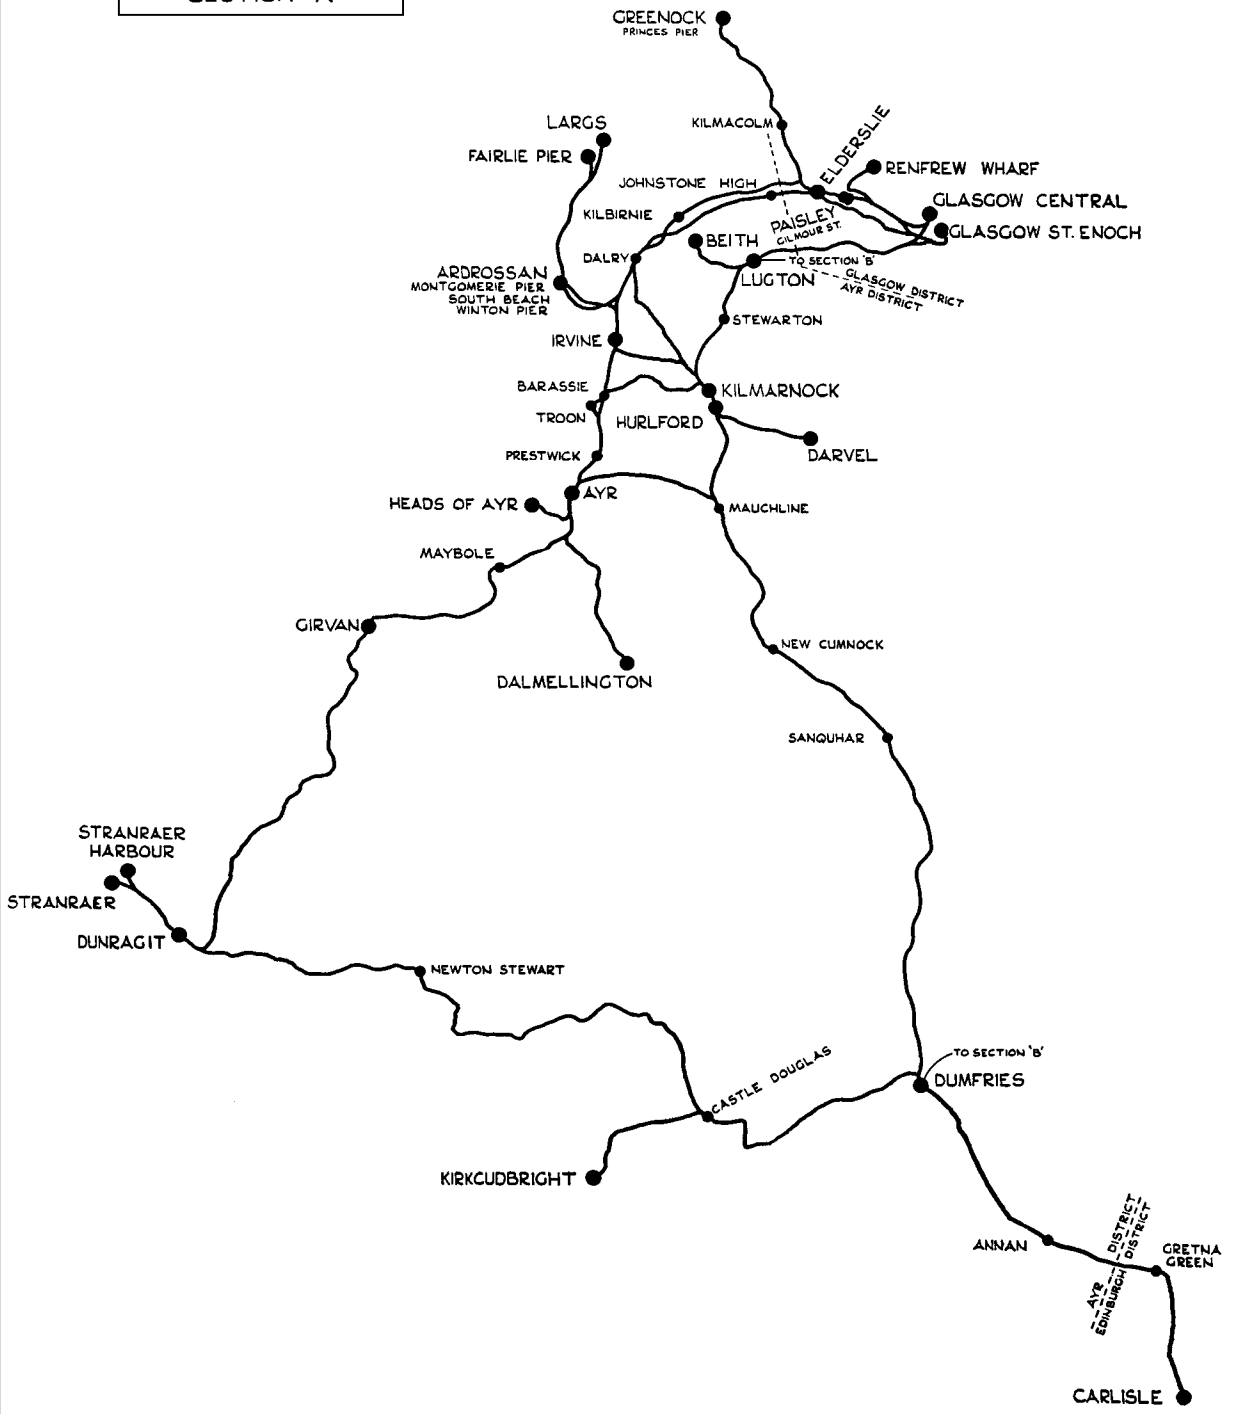 SECTION 'A'
GREENOCK
PRINCES PIER
KILMACOLM
LARGS
FAIRLIE PIER
ELDERSLIE
RENFREW WHARF
JOHNSTONE HIGH
GLASGOW CENTRAL
KILBIRNIE
PAISLEY
GILMOUR ST.
GLASGOW ST. ENOCH
BEITH
DALRY
TO SECTION 'B'
LUGTON
GLASGOW DISTRICT
AYR DISTRICT
ARDROSSAN
MONTGOMERIE PIER
SOUTH BEACH
WINTON PIER
STEWARTON
IRVINE
BARASSIE
KILMARNOCK
TROON
HURLFORD
DARVEL
PRESTWICK
AYR
HEADS OF AYR
MAUCHLINE
MAYBOLE
GIRVAN
NEW CUMNOCK
DALMELLINGTON
SANQUHAR
STRANRAER
HARBOUR
STRANRAER
DUNRAGIT
NEWTON STEWART
TO SECTION 'B'
CASTLE DOUGLAS
DUMFRIES
KIRKCUDBRIGHT
ANNAN
AYR DISTRICT
EDINBURGH DISTRICT
GRETNA
GREEN
CARLISLE